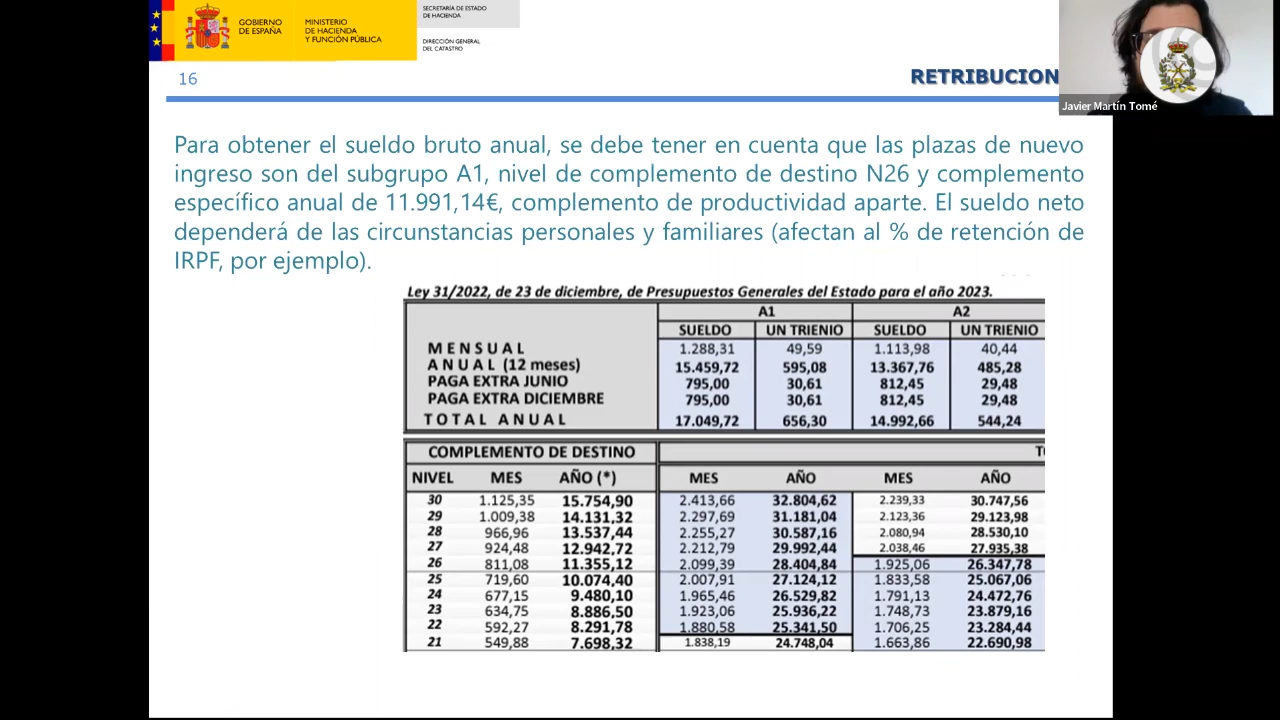 GOBIERNO
DE ESPAÑA
MINISTERIO
DE HACIENDA
Y FUNCIÓN PÚBLICA
SECRETARÍA DE ESTADO
DE HACIENDA
DIRECCIÓN GENERAL
DEL CATASTRO
16
RETRIBUCION
Javier Martín Tomé
Para obtener el sueldo bruto anual, se debe tener en cuenta que las plazas de nuevo
ingreso son del subgrupo A1, nivel de complemento de destino N26 y complemento
específico anual de 11.991,14€, complemento de productividad aparte. El sueldo neto
dependerá de las circunstancias personales y familiares (afectan al % de retención de
IRPF, por ejemplo).
Ley 31/2022, de 23 de diciembre, de Presupuestos Generales del Estado para el año 2023.
A1 A2
SUELDO UN TRIENIO SUELDO UN TRIENIO
MENSUAL 1.288,31 49,59 1.113,98 40,44
ANUAL (12 meses) 15.459,72 595,08 13.367,76 485,28
PAGA EXTRA JUNIO 795,00 30,61 812,45 29,48
PAGA EXTRA DICIEMBRE 795,00 30,61 812,45 29,48
TOTAL ANUAL 17.049,72 656,30 14.992,66 544,24
COMPLEMENTO DE DESTINO
NIVEL MES AÑO (*) MES AÑO MES AÑO
30 1.125,35 15.754,90 2.413,66 32.804,62 2.239,33 30.747,56
29 1.009,38 14.131,32 2.297,69 31.181,04 2.123,36 29.123,98
28 966,96 13.537,44 2.255,27 30.587,16 2.080,94 28.530,10
27 924,48 12.942,72 2.212,79 29.992,44 2.038,46 27.935,38
26 811,08 11.355,12 2.099,39 28.404,84 1.925,06 26.347,78
25 719,60 10.074,40 2.007,91 27.124,12 1.833,58 25.067,06
24 677,15 9.480,10 1.965,46 26.529,82 1.791,13 24.472,76
23 634,75 8.886,50 1.923,06 25.936,22 1.748,73 23.879,16
22 592,27 8.291,78 1.880,58 25.341,50 1.706,25 23.284,44
21 549,88 7.698,32 1.838,19 24.748,04 1.663,86 22.690,98